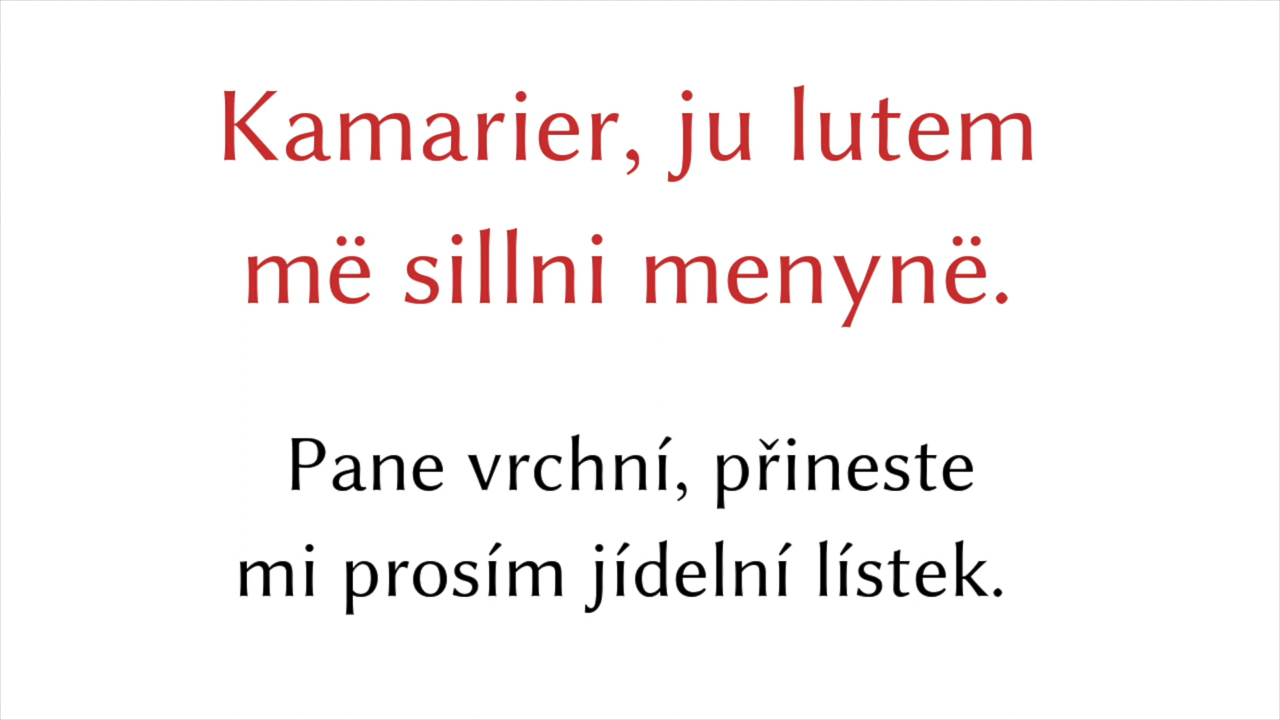 Kamarier, ju lutem
më sillni menynë.
Pane vrchní, přineste
mi prosím jídelní lístek.